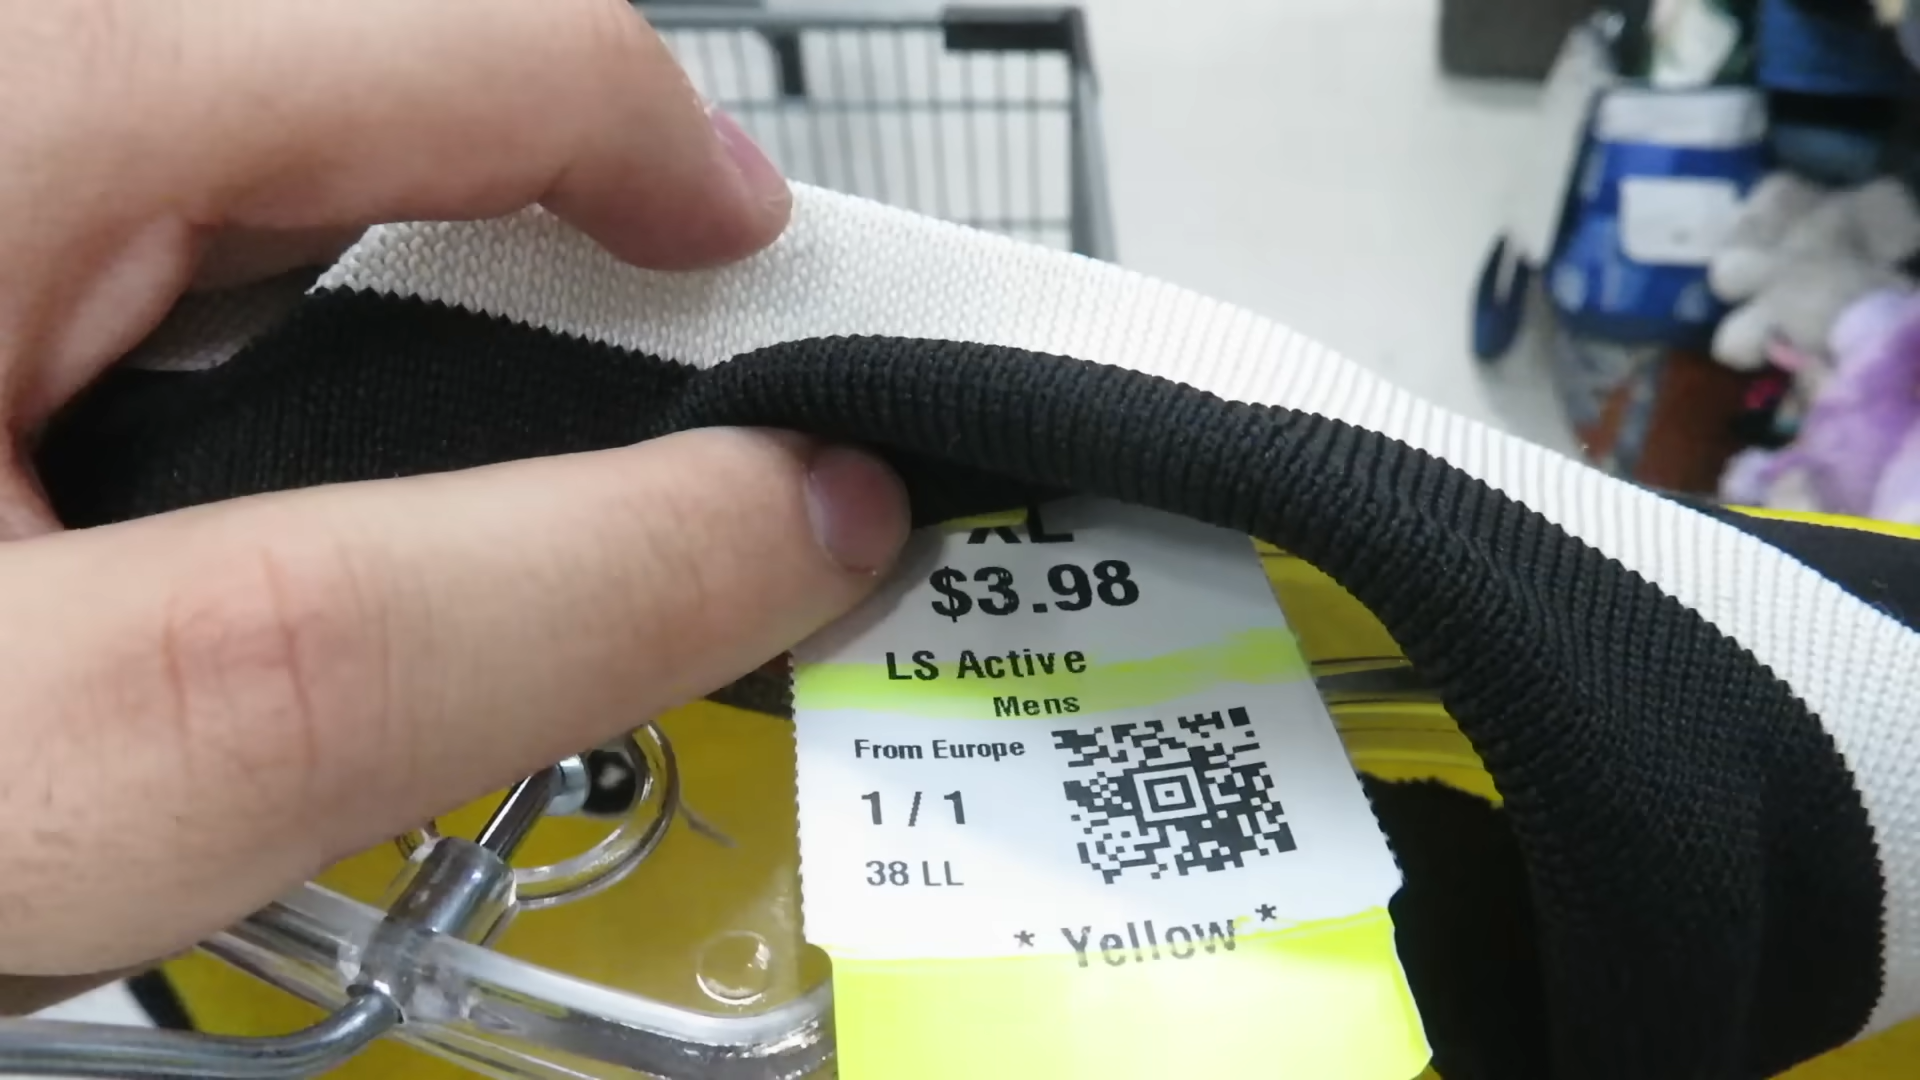 XL
$3.98
LS Active
Mens
From Europe
1 / 1
38 LL
* Yellow *